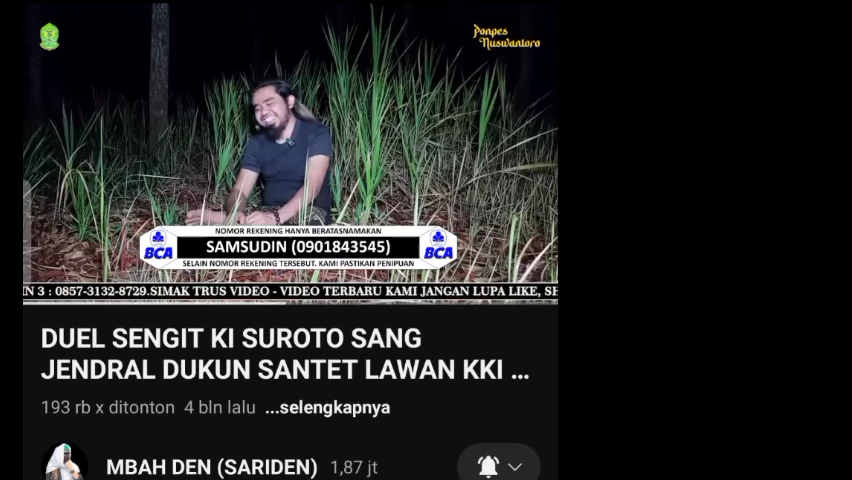 Ponpes
Nuswantoro
NOMOR REKENING HANYA BERATASNAMAKAN
BCA
SAMSUDIN (0901843545)
BCA
SELAIN NOMOR REKENING TERSEBUT. KAMI PASTIKAN PENIPUAN
IN 3 : 0857-3132-8729.SIMAK TRUS VIDEO - VIDEO TERBARU KAMI JANGAN LUPA LIKE, SE
DUEL SENGIT KI SUROTO SANG
JENDRAL DUKUN SANTET LAWAN KKI ...
193 rb x ditonton 4 bln lalu ...selengkapnya
MBAH DEN (SARIDEN) 1,87 jt